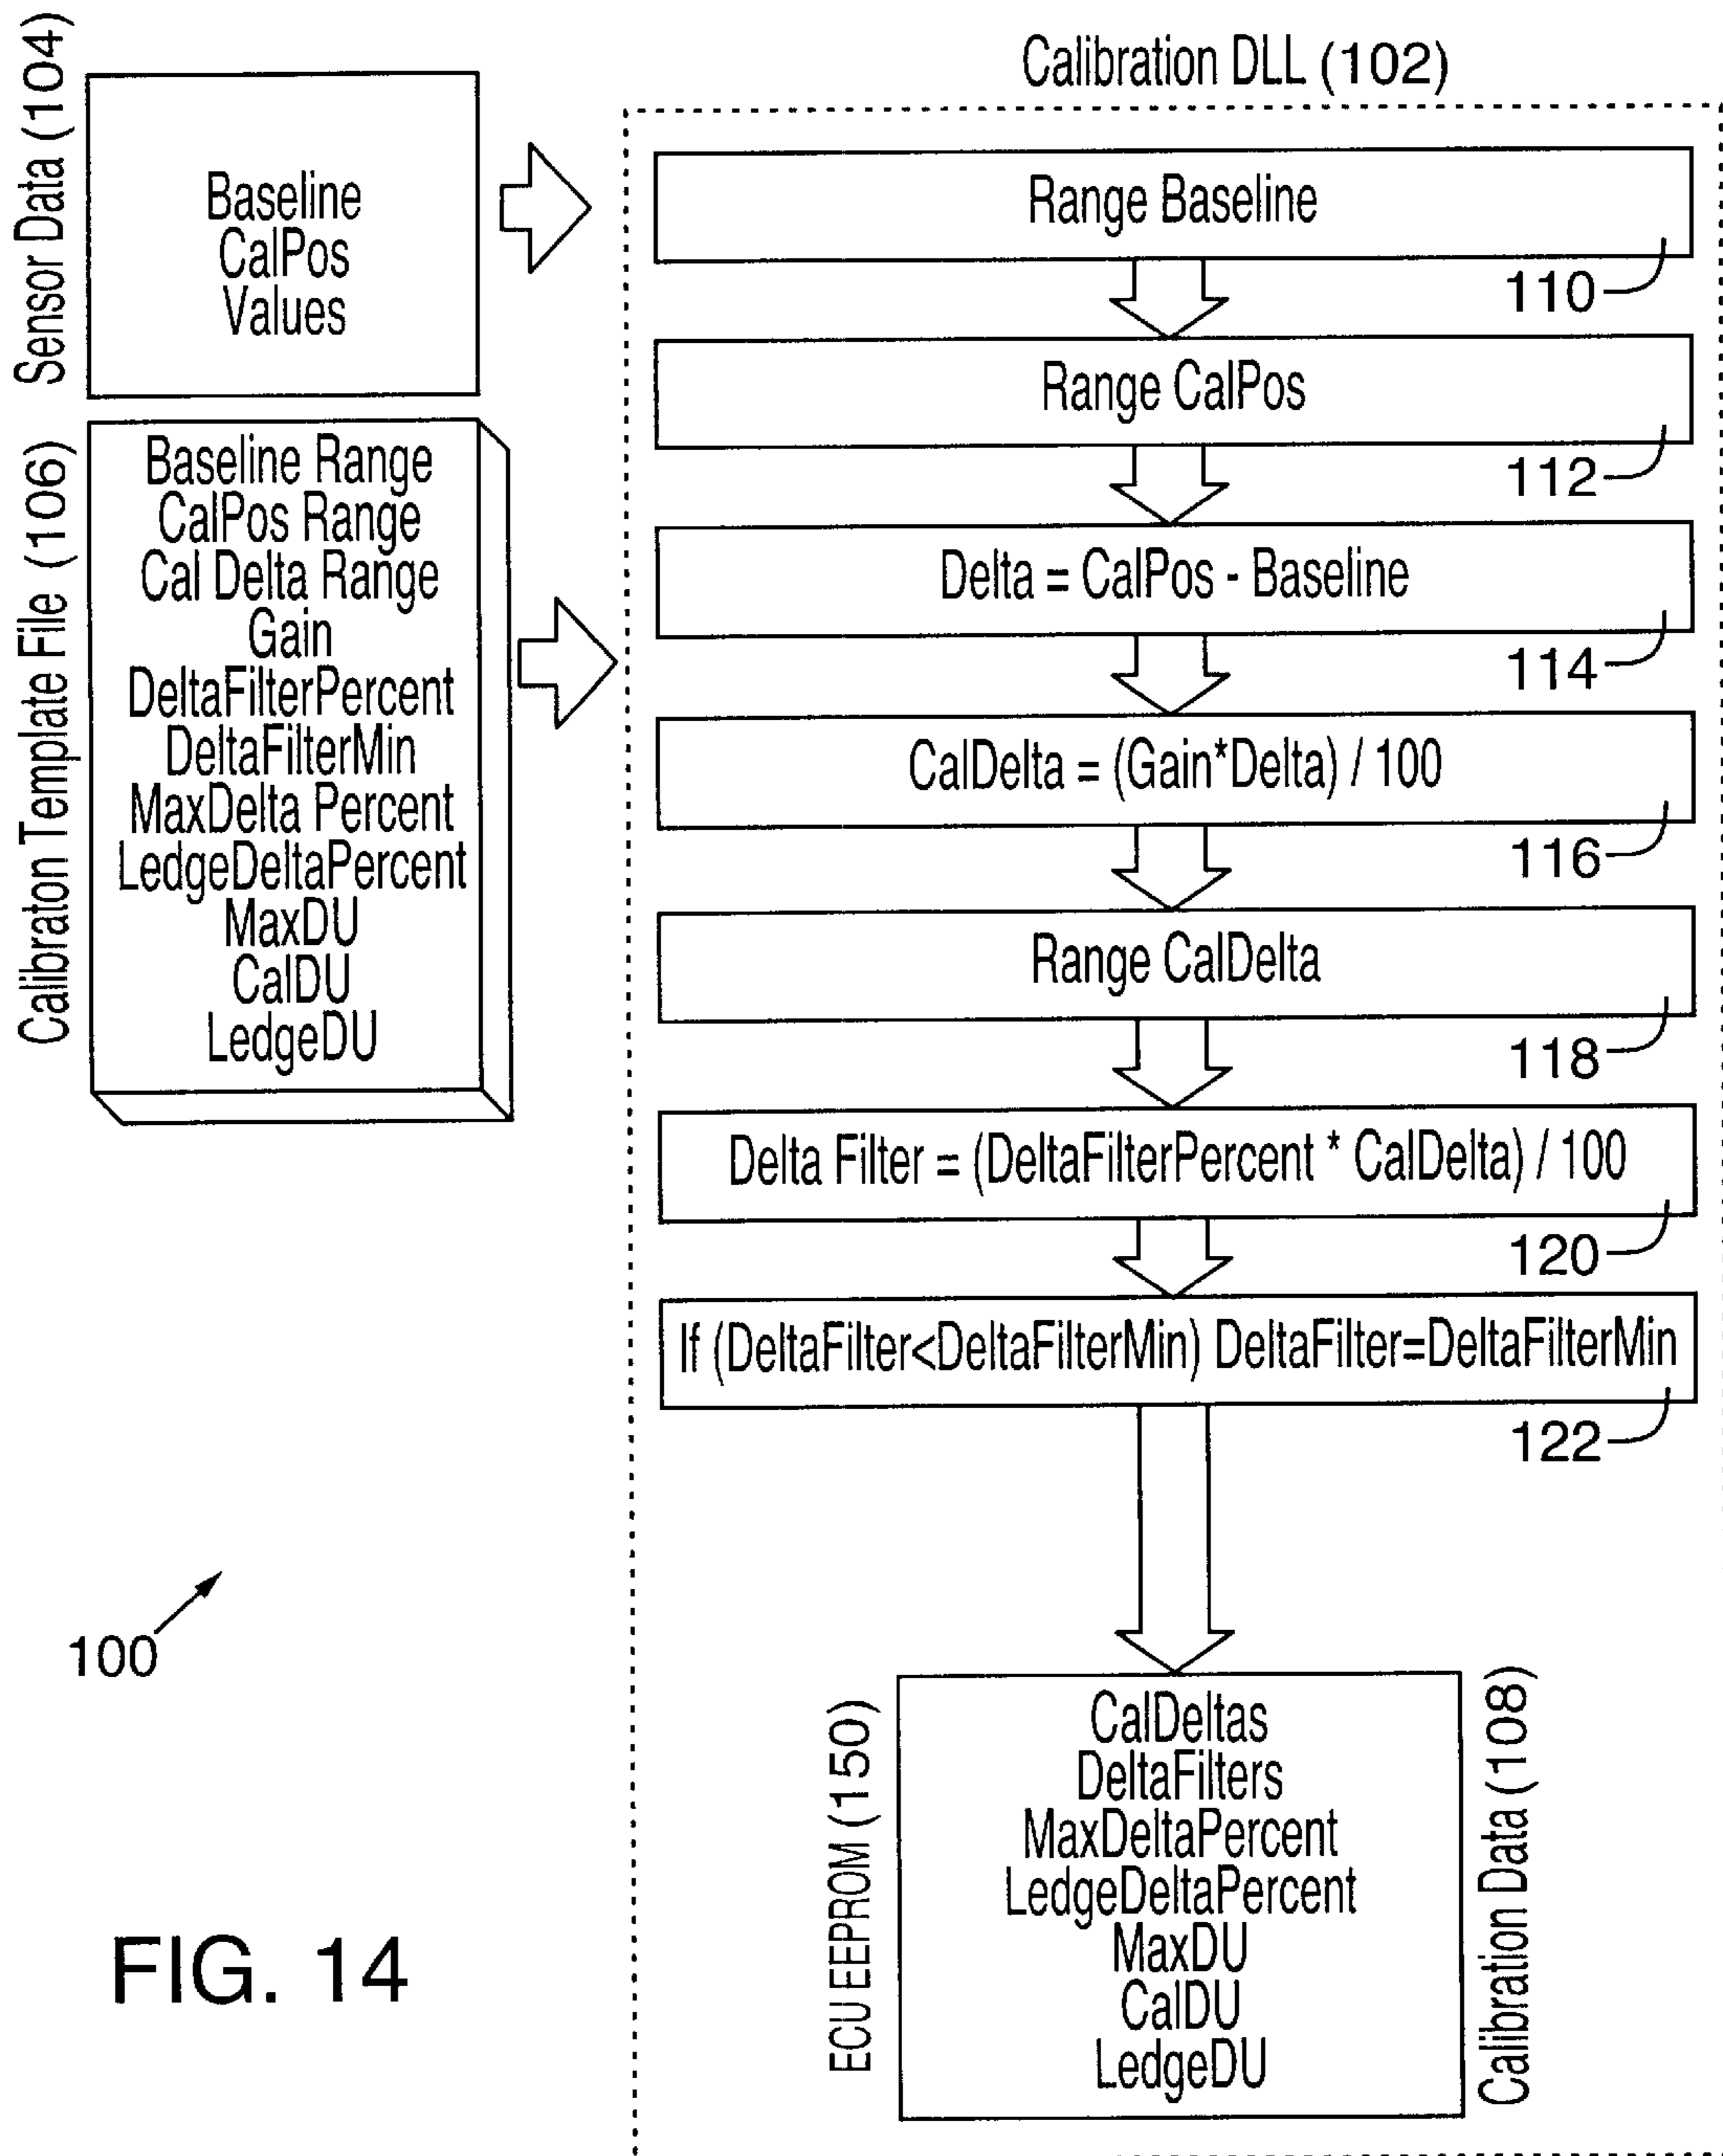 Sensor Data (104)
Baseline
CalPos
Values
Calibraton Template File (106)
Baseline Range
CalPos Range
Cal Delta Range
Gain
DeltaFilterPercent
DeltaFilterMin
MaxDelta Percent
LedgeDeltaPercent
MaxDU
CalDU
LedgeDU
Calibration DLL (102)
Range Baseline
110
Range CalPos
112
Delta = CalPos - Baseline
114
CalDelta = (Gain*Delta) / 100
116
Range CalDelta
118
Delta Filter = (DeltaFilterPercent * CalDelta) / 100
120
If (DeltaFilter<DeltaFilterMin) DeltaFilter=DeltaFilterMin
122
100
ECU EEPROM (150)
CalDeltas
DeltaFilters
MaxDeltaPercent
LedgeDeltaPercent
MaxDU
CalDU
LedgeDU
Calibration Data (108)
FIG. 14